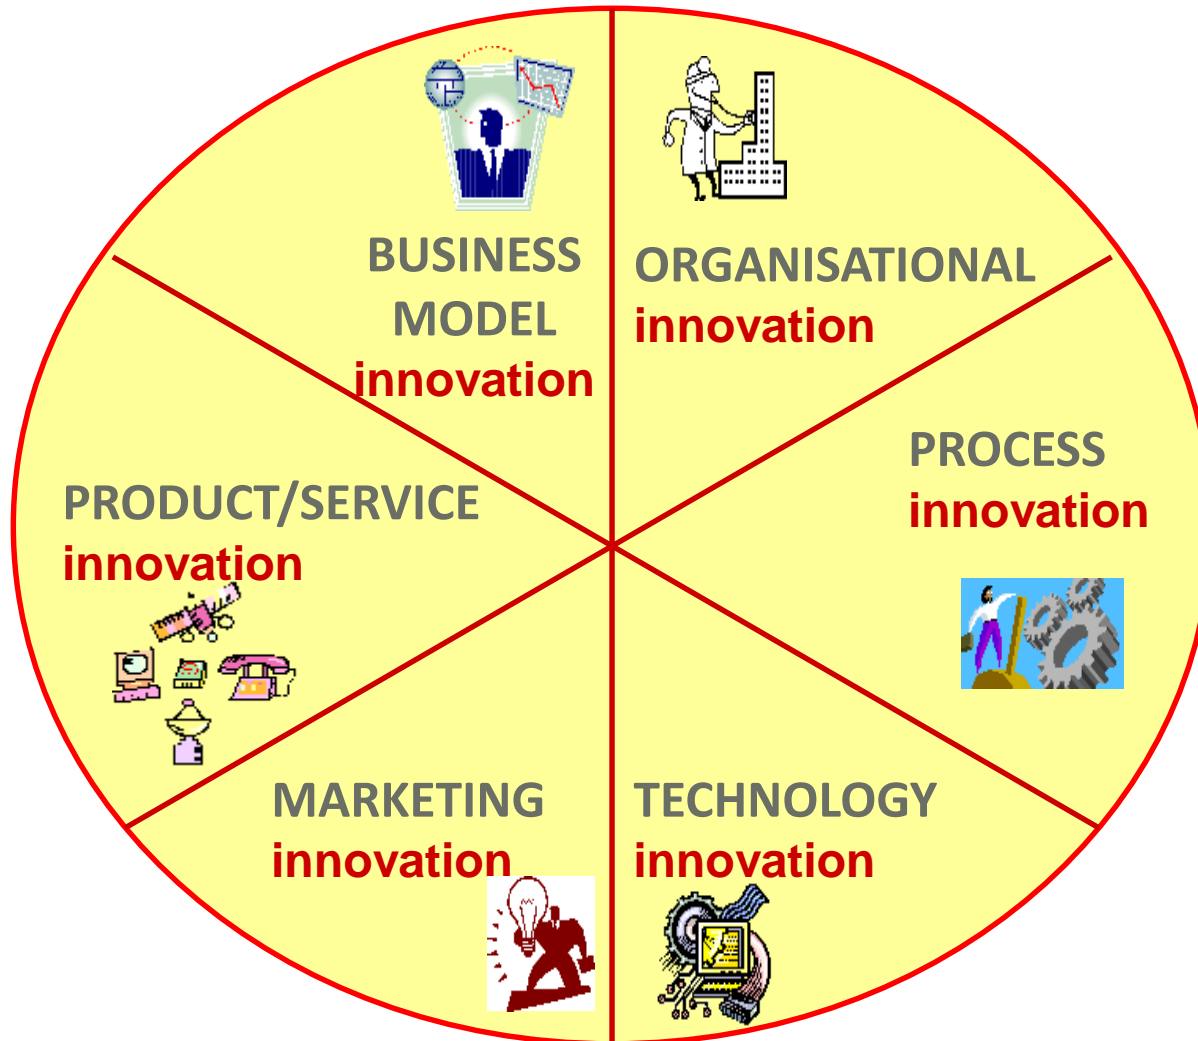 BUSINESS
MODEL
innovation
ORGANISATIONAL
innovation
PROCESS
innovation
PRODUCT/SERVICE
innovation
MARKETING
innovation
TECHNOLOGY
innovation